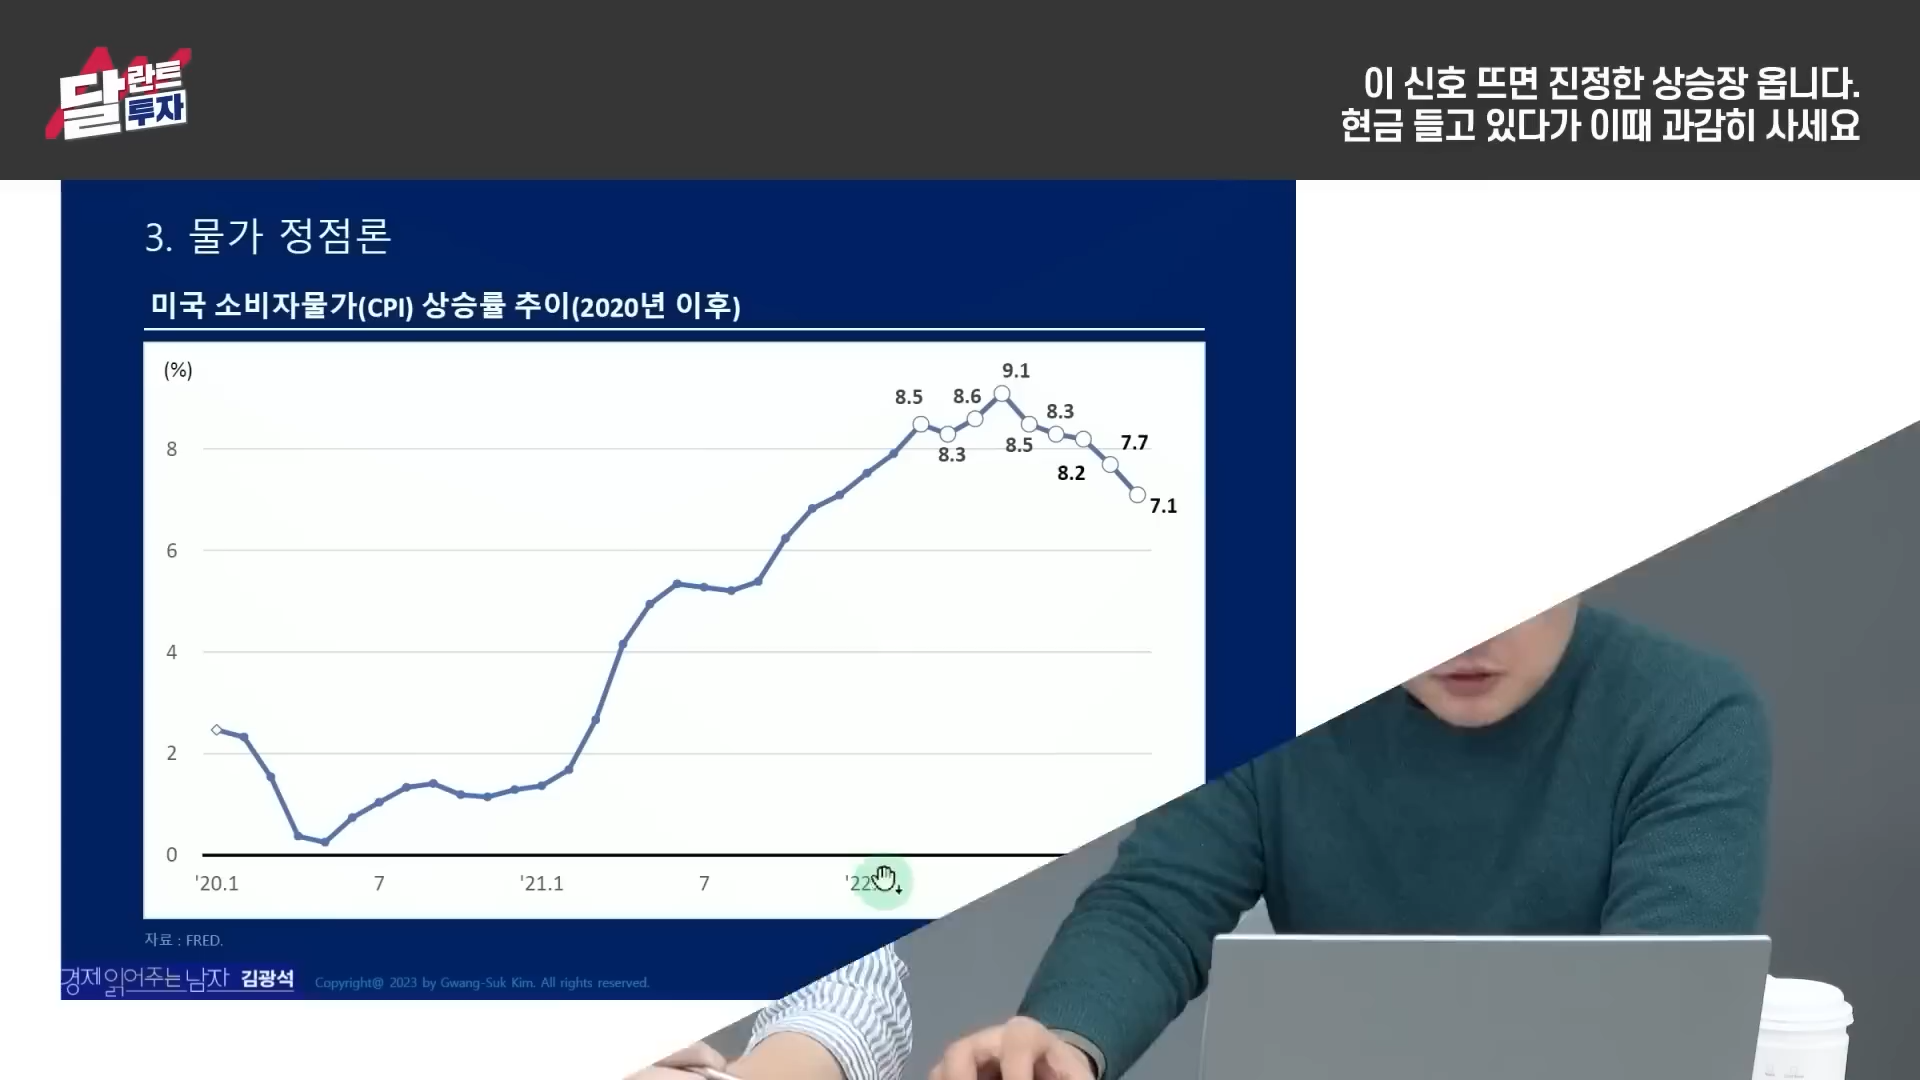 달란트
투자
이 신호 뜨면 진정한 상승장 옵니다.
현금 들고 있다가 이때 과감히 사세요
3. 물가 정점론
미국 소비자물가(CPI) 상승률 추이(2020년 이후)
(%)
9.1
8.5
8.6
8.3
8.3
8.5
7.7
8.2
7.1
8
6
4
2
0
'20.1
7
'21.1
7
'22
자료 : FRED.
경제 읽어주는 남자 김광석
Copyright@ 2023 by Gwang-Suk Kim. All rights reserved.